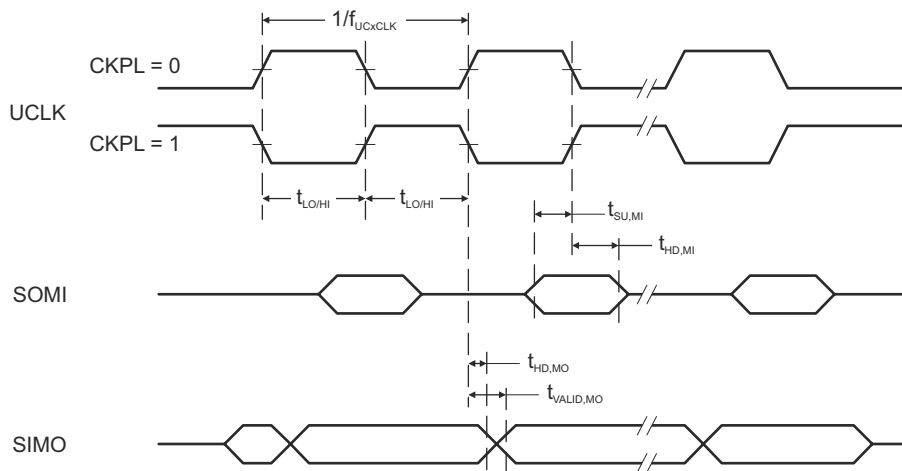 1/fUCxCLK
CKPL = 0
UCLK
CKPL = 1
tLO/HI tLO/HI
tSU,MI
tHD,MI
SOMI
tHD,MO
tVALID,MO
SIMO